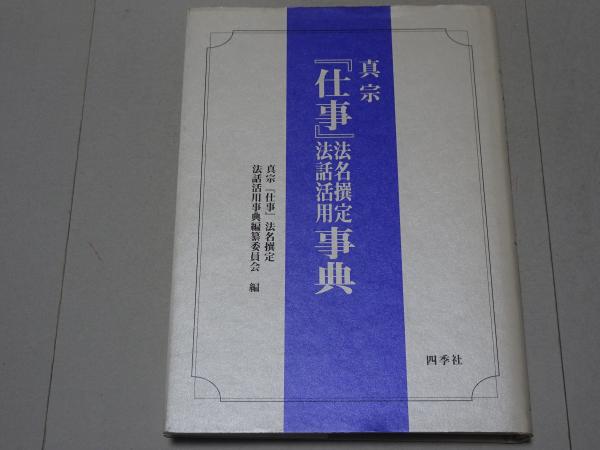 真宗
『仕事』法名撰定
法話活用事典
真宗『仕事』法名撰定
法話活用事典編纂委員会 編
四季社